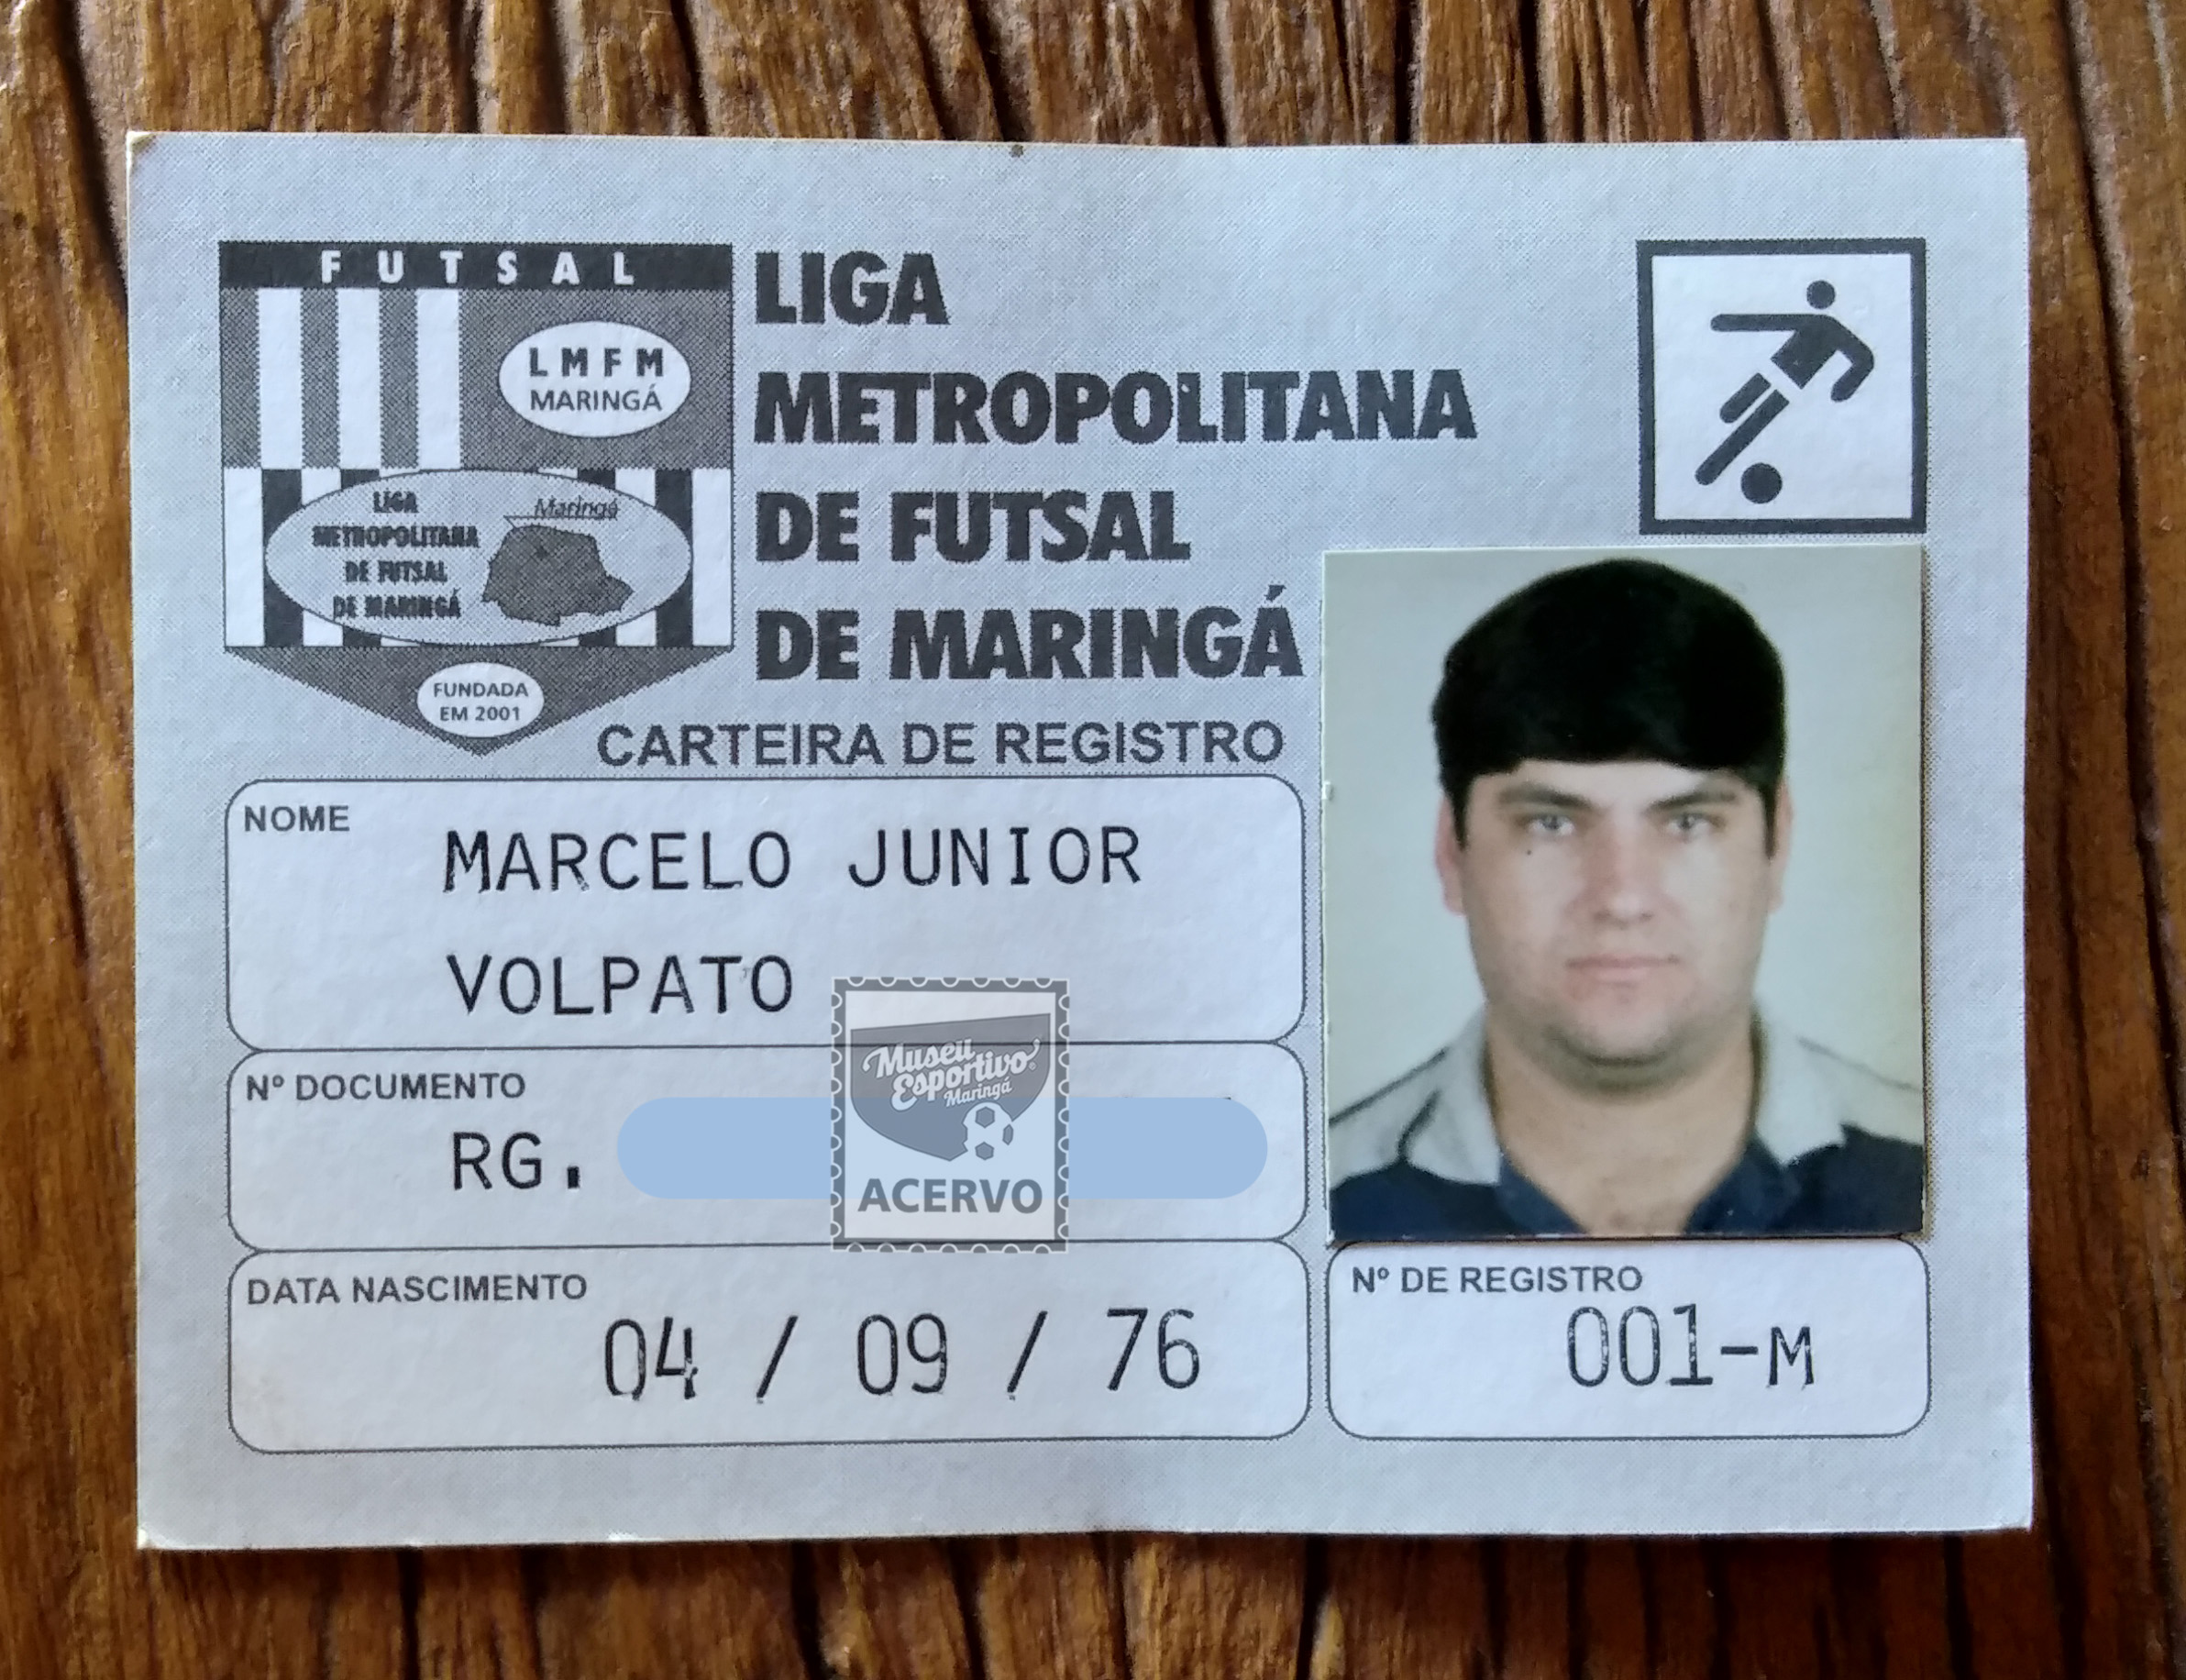 FUTSAL
LMFM
MARINGÁ
LIGA
METROPOLITANA
DE FUTSAL
DE MARINGÁ
Maringá
FUNDADA
EM 2001
LIGA
METROPOLITANA
DE FUTSAL
DE MARINGÁ
CARTEIRA DE REGISTRO
NOME
MARCELO JUNIOR
VOLPATO
Nº DOCUMENTO
RG.
Museu
Esportivo
Maringá
ACERVO
DATA NASCIMENTO
04 / 09 / 76
Nº DE REGISTRO
001-M